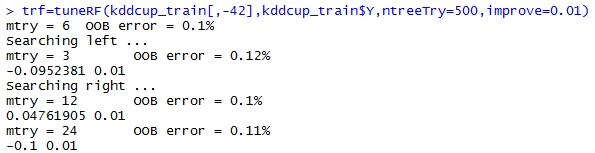 > trf=tuneRF(kddcup_train[,-42],kddcup_train$Y,ntreeTry=500,improve=0.01)
mtry = 6  OOB error = 0.1%
Searching left ...
mtry = 3        OOB error = 0.12%
-0.0952381 0.01
Searching right ...
mtry = 12       OOB error = 0.1%
0.04761905 0.01
mtry = 24       OOB error = 0.11%
-0.1 0.01